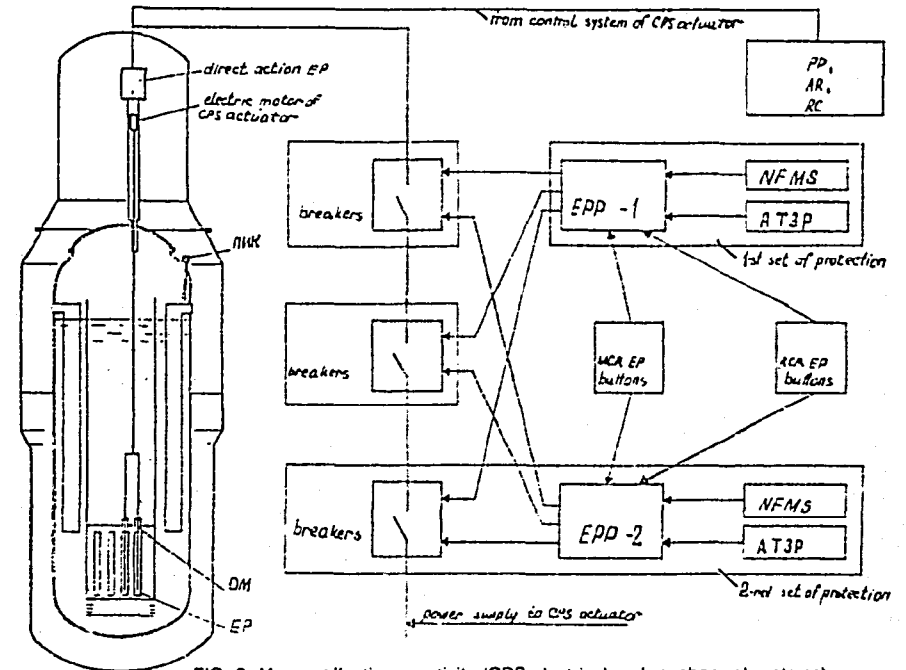 from control system of CPS actuator
PP,
AR,
RC
direct action EP
electric motor of
CPS actuator
breakers
EPP -1
NFMS
AT3P
1st set of protection
ПИК
breakers
MCR EP
buttons
RCR EP
buttons
breakers
EPP -2
NFMS
AT3P
2-nd set of protection
DM
EP
power supply to CPS actuator